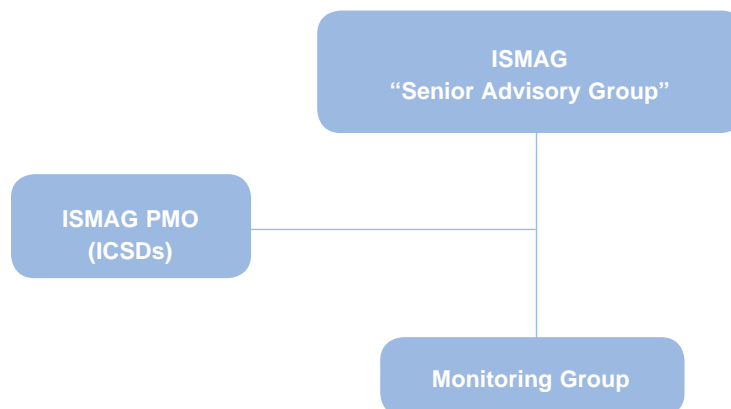 ISMAG
“Senior Advisory Group”
ISMAG PMO
(ICSDs)
Monitoring Group